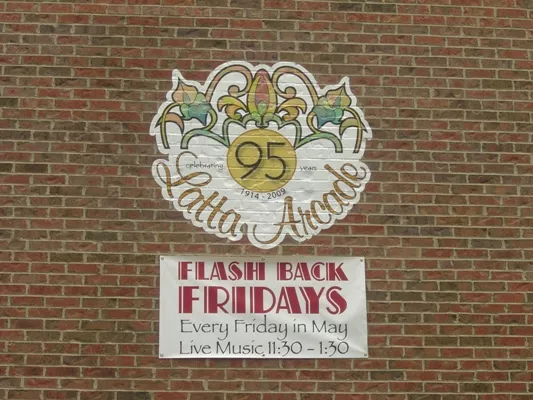 celebrating 95 years
1914 - 2009
Latta Arcade
FLASH BACK
FRIDAYS
Every Friday in May
Live Music 11:30 - 1:30